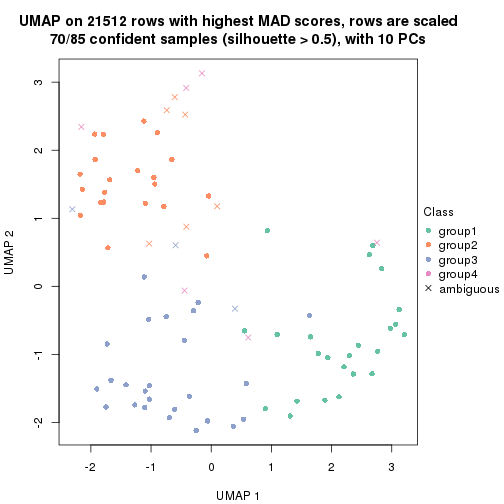 UMAP on 21512 rows with highest MAD scores, rows are scaled
70/85 confident samples (silhouette > 0.5), with 10 PCs
3
2
1
0
-1
-2
UMAP 2
-2 -1 0 1 2 3
UMAP 1
Class
group1
group2
group3
group4
ambiguous